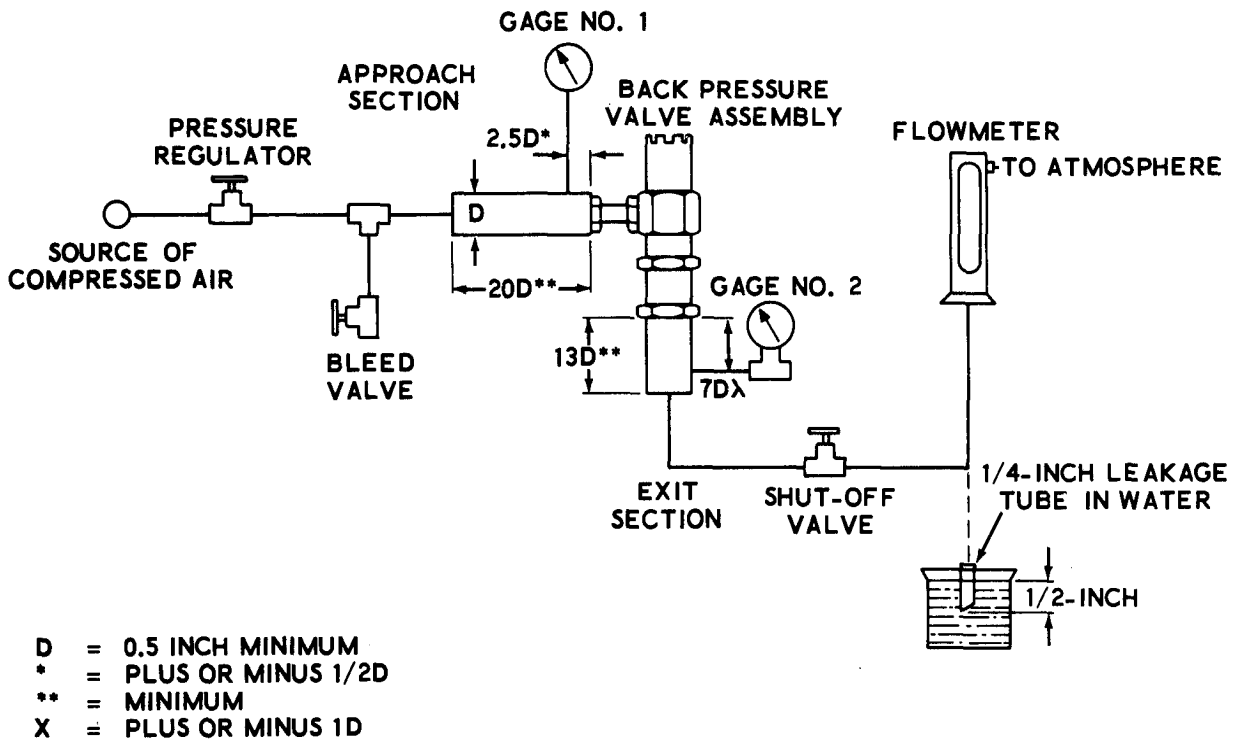 GAGE NO. 1
APPROACH
SECTION
BACK PRESSURE
VALVE ASSEMBLY
PRESSURE
REGULATOR
2.5D*
FLOWMETER
TO ATMOSPHERE
D
SOURCE OF
COMPRESSED AIR
20D**
GAGE NO. 2
BLEED
VALVE
13D**
7Dλ
EXIT
SECTION
SHUT-OFF
VALVE
1/4-INCH LEAKAGE
TUBE IN WATER
1/2-INCH
D = 0.5 INCH MINIMUM
* = PLUS OR MINUS 1/2D
** = MINIMUM
X = PLUS OR MINUS 1D